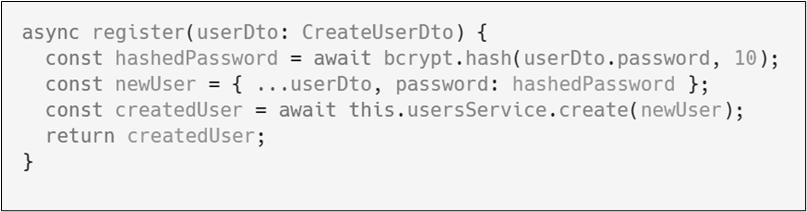 async register(userDto: CreateUserDto) {
  const hashedPassword = await bcrypt.hash(userDto.password, 10);
  const newUser = { ...userDto, password: hashedPassword };
  const createdUser = await this.usersService.create(newUser);
  return createdUser;
}